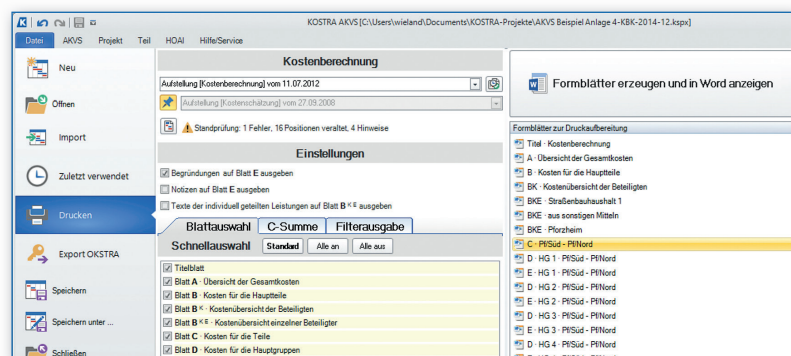 KOSTRA AKVS [C:\Users\wieland\Documents\KOSTRA-Projekte\AKVS Beispiel Anlage 4-KBK-2014-12.kspx]
Datei AKVS Projekt Teil HOAI Hilfe/Service
Neu
Öffnen
Import
Zuletzt verwendet
Drucken
Export OKSTRA
Speichern
Speichern unter ...
Schließen
Kostenberechnung
Aufstellung [Kostenberechnung] vom 11.07.2012
Aufstellung [Kostenschätzung] vom 27.09.2008
Standprüfung: 1 Fehler, 16 Positionen veraltet, 4 Hinweise
Einstellungen
Begründungen auf Blatt E ausgeben
Notizen auf Blatt E ausgeben
Texte der individuell geteilten Leistungen auf Blatt B K E ausgeben
Blattauswahl C-Summe Filterausgabe
Schnellauswahl Standard Alle an Alle aus
Titelblatt
Blatt A · Übersicht der Gesamtkosten
Blatt B · Kosten für die Hauptteile
Blatt B K · Kostenübersicht der Beteiligten
Blatt B K E · Kostenübersicht einzelner Beteiligter
Blatt C · Kosten für die Teile
Blatt D · Kosten für die Hauptgruppen
Formblätter erzeugen und in Word anzeigen
Formblätter zur Druckaufbereitung
Titel · Kostenberechnung
A · Übersicht der Gesamtkosten
B · Kosten für die Hauptteile
BK · Kostenübersicht der Beteiligten
BKE · Straßenbauhaushalt 1
BKE · aus sonstigen Mitteln
BKE · Pforzheim
C · Pf/Süd - Pf/Nord
D · HG 1 · Pf/Süd - Pf/Nord
E · HG 1 · Pf/Süd - Pf/Nord
D · HG 2 · Pf/Süd - Pf/Nord
E · HG 2 · Pf/Süd - Pf/Nord
D · HG 3 · Pf/Süd - Pf/Nord
E · HG 3 · Pf/Süd - Pf/Nord
D · HG 4 · Pf/Süd - Pf/Nord